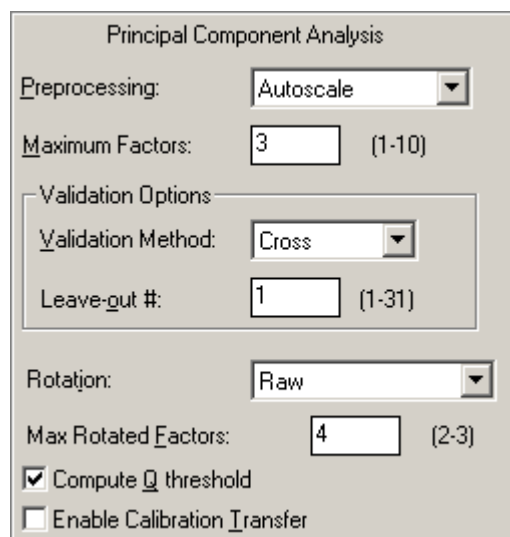 Principal Component Analysis
Preprocessing: Autoscale
Maximum Factors: 3 (1-10)
Validation Options
Validation Method: Cross
Leave-out #: 1 (1-31)
Rotation: Raw
Max Rotated Factors: 4 (2-3)
Compute Q threshold
Enable Calibration Transfer